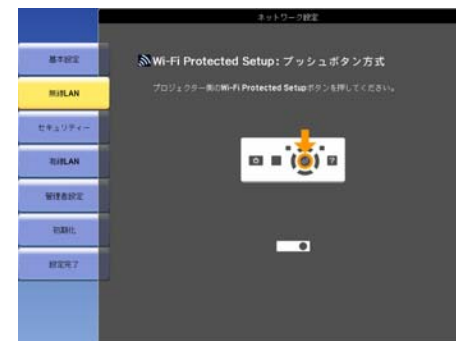 ネットワーク設定
基本設定
無線LAN
セキュリティー
有線LAN
管理者設定
初期化
設定完了
Wi-Fi Protected Setup: プッシュボタン方式
プロジェクター側のWi-Fi Protected Setupボタンを押してください。
?